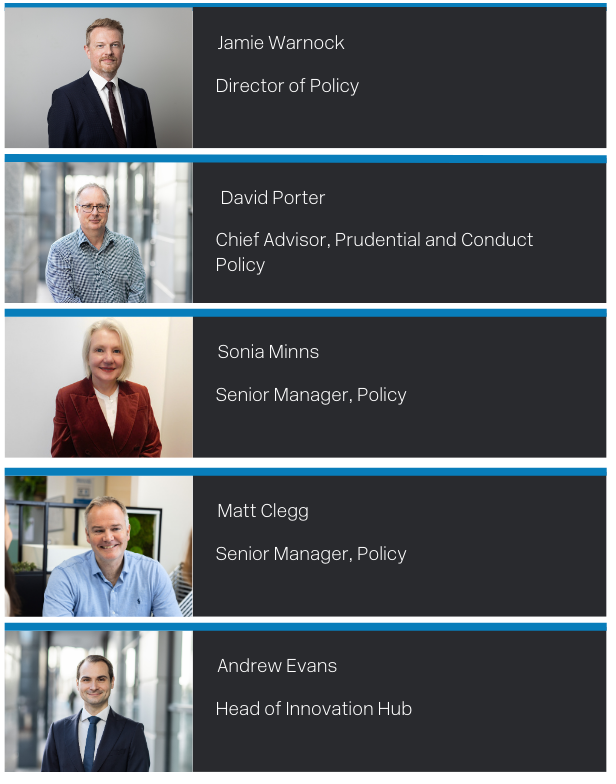 Jamie Warnock
Director of Policy
David Porter
Chief Advisor, Prudential and Conduct
Policy
Sonia Minns
Senior Manager, Policy
Matt Clegg
Senior Manager, Policy
Andrew Evans
Head of Innovation Hub